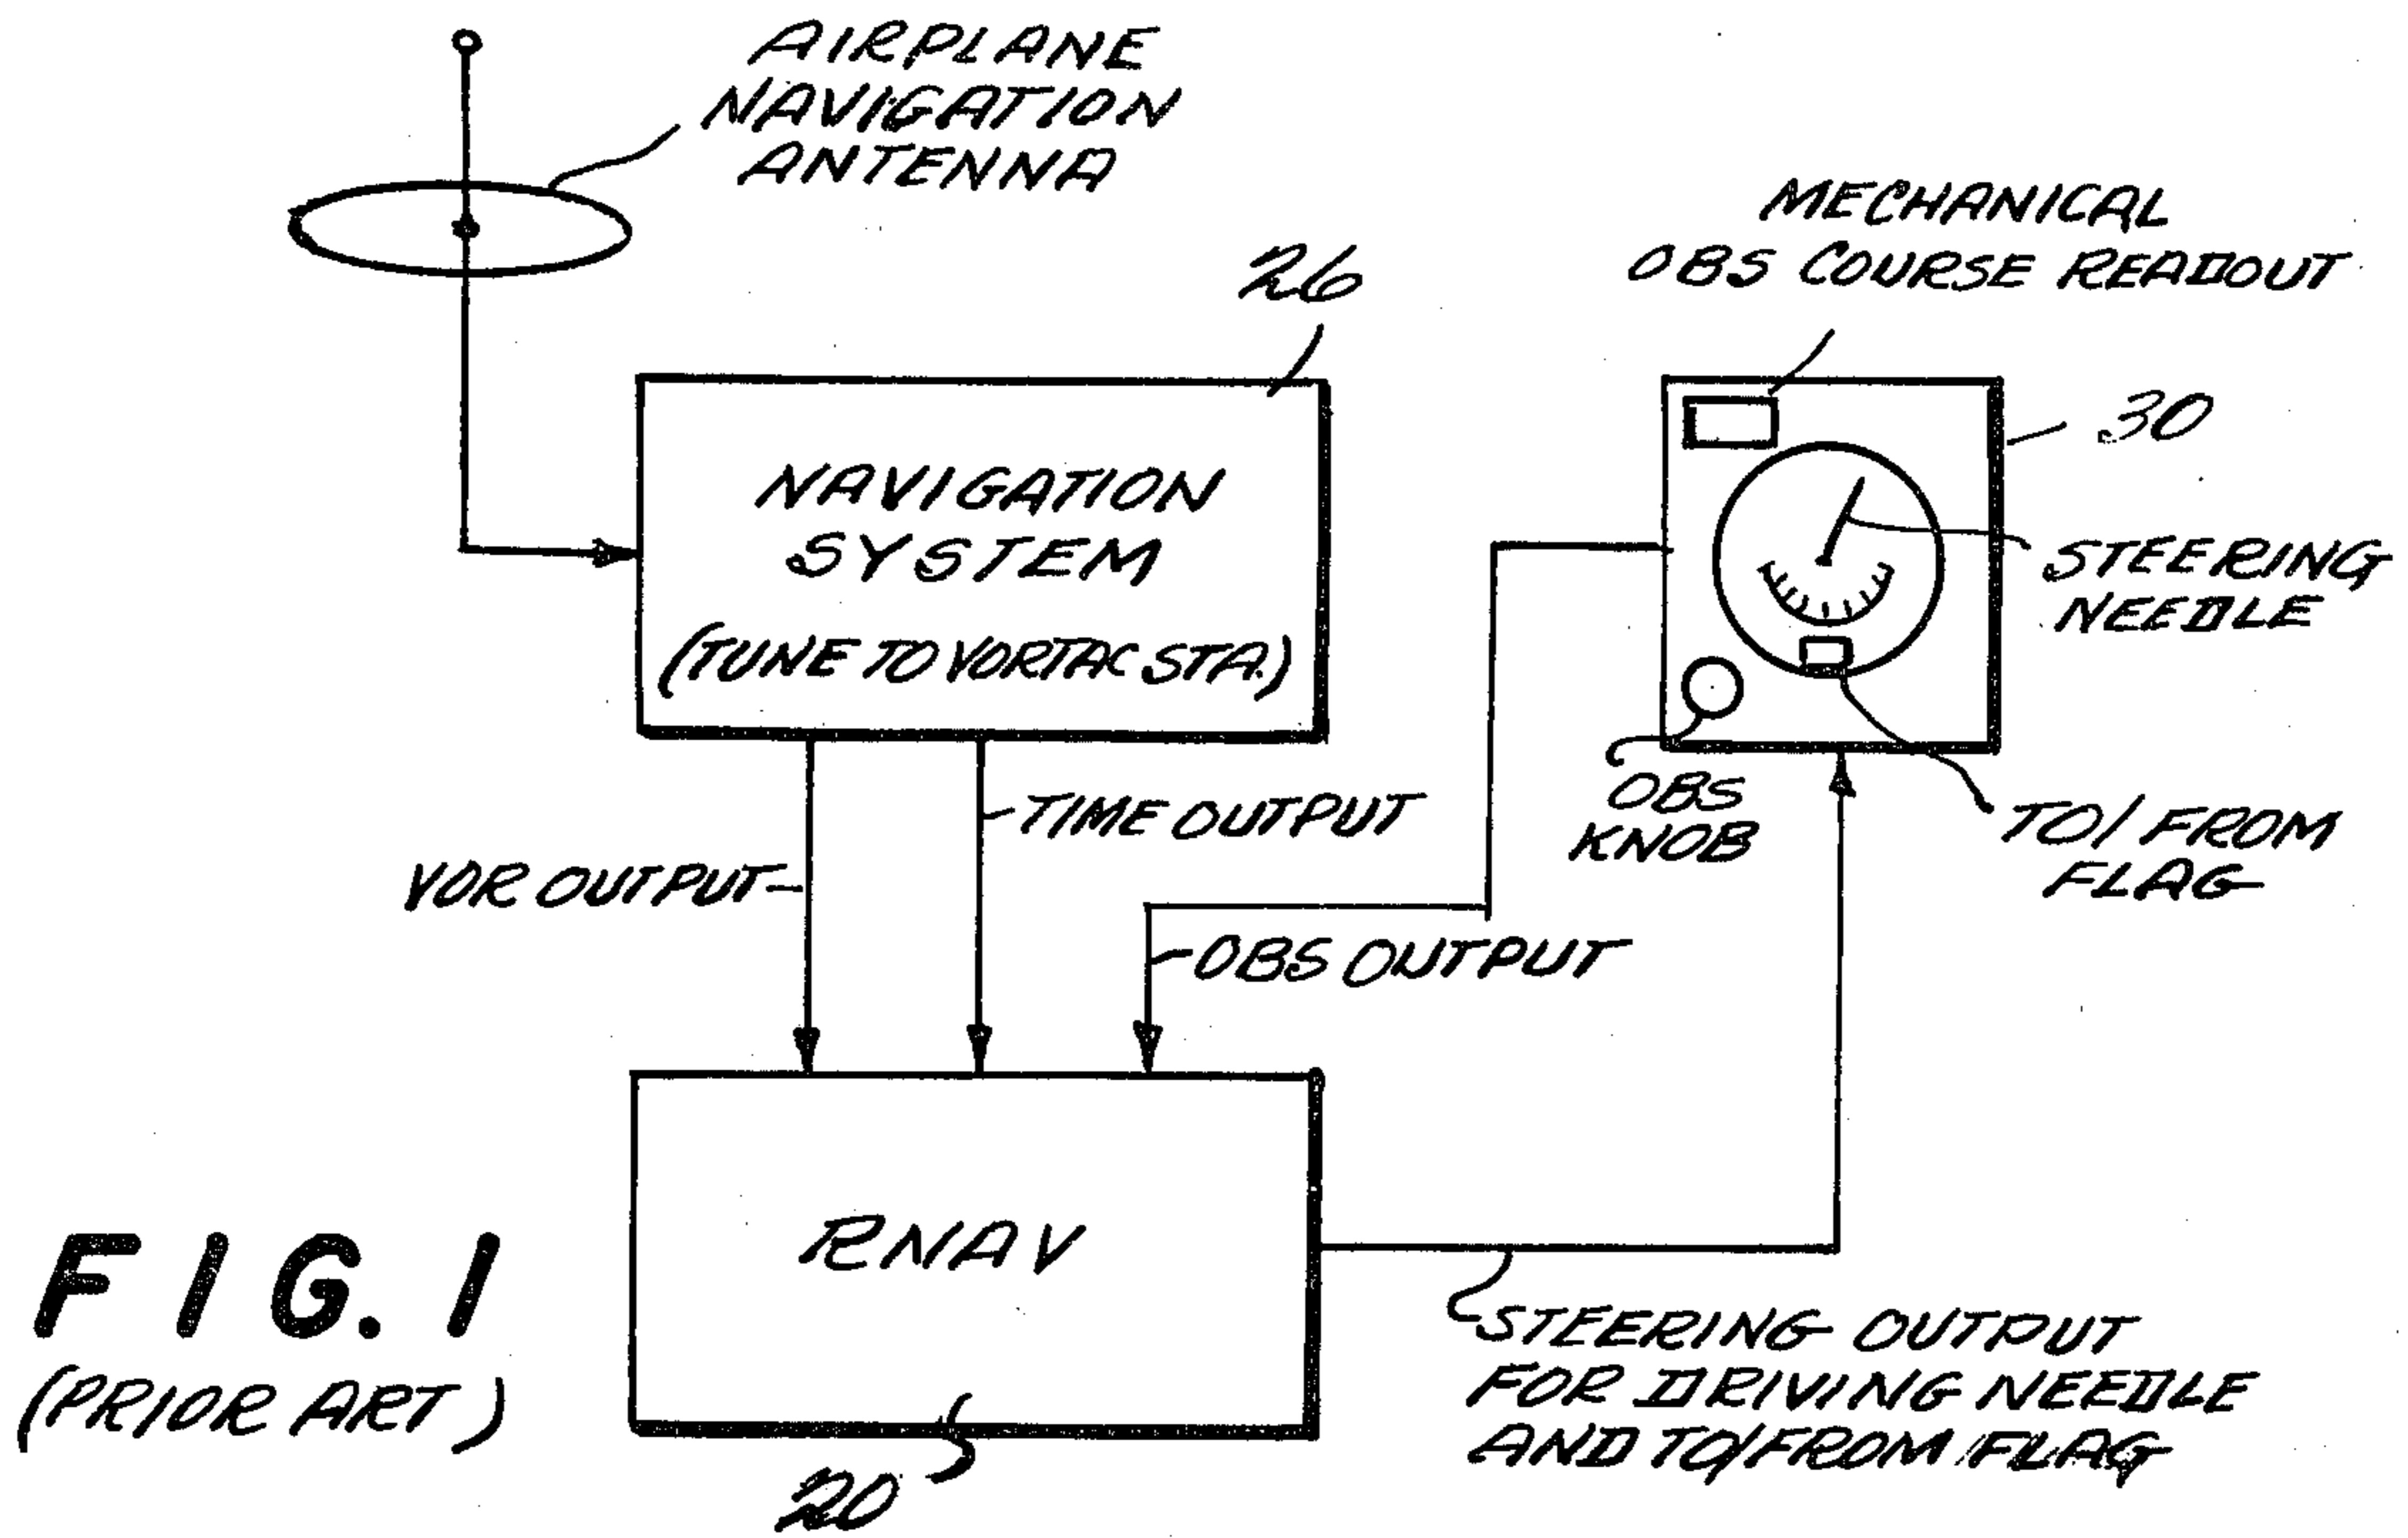 AIRPLANE
NAVIGATION
ANTENNA
MECHANICAL
OBS COURSE READOUT
26
30
NAVIGATION
SYSTEM
(TUNE TO VORTAC STA.)
STEERING
NEEDLE
OBS
KNOB
TO/FROM
FLAG
TIME OUTPUT
VOR OUTPUT
OBS OUTPUT
RNAV
STEERING OUTPUT
FOR DRIVING NEEDLE
AND TO/FROM FLAG
20
FIG. 1
(PRIOR ART)